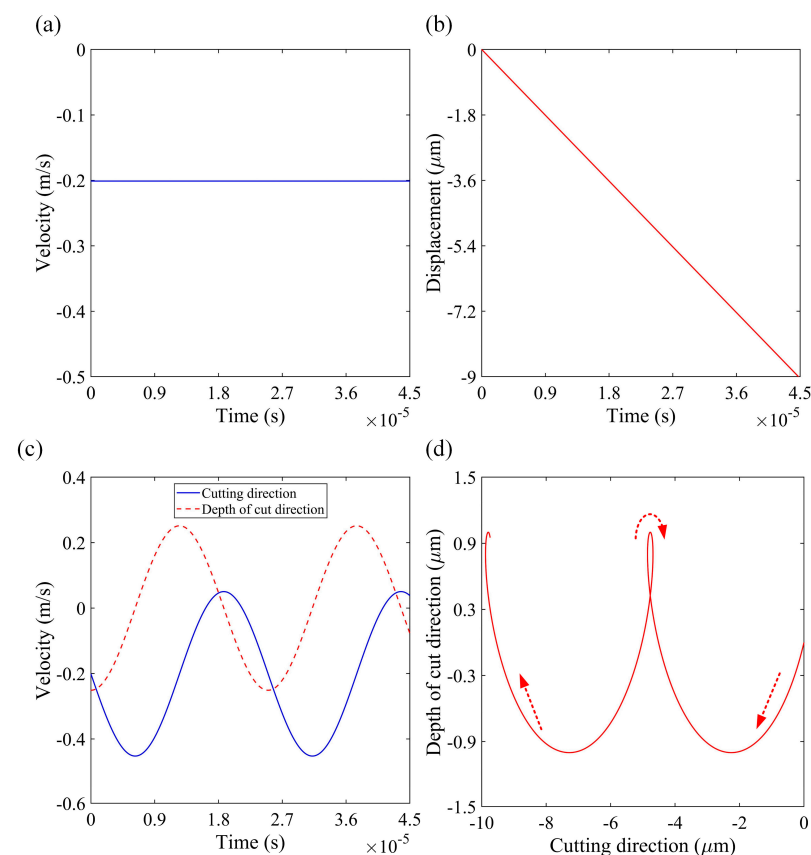 (a)
0
-0.1
-0.2
-0.3
-0.4
-0.5
Velocity (m/s)
0 0.9 1.8 2.7 3.6 4.5
Time (s)
×10⁻⁵
(b)
0
-1.8
-3.6
-5.4
-7.2
-9
Displacement (μm)
0 0.9 1.8 2.7 3.6 4.5
Time (s)
×10⁻⁵
(c)
0.4
0.2
0
-0.2
-0.4
-0.6
Velocity (m/s)
Cutting direction
Depth of cut direction
0 0.9 1.8 2.7 3.6 4.5
Time (s)
×10⁻⁵
(d)
1.5
0.9
0.3
-0.3
-0.9
-1.5
Depth of cut direction (μm)
-10 -8 -6 -4 -2 0
Cutting direction (μm)